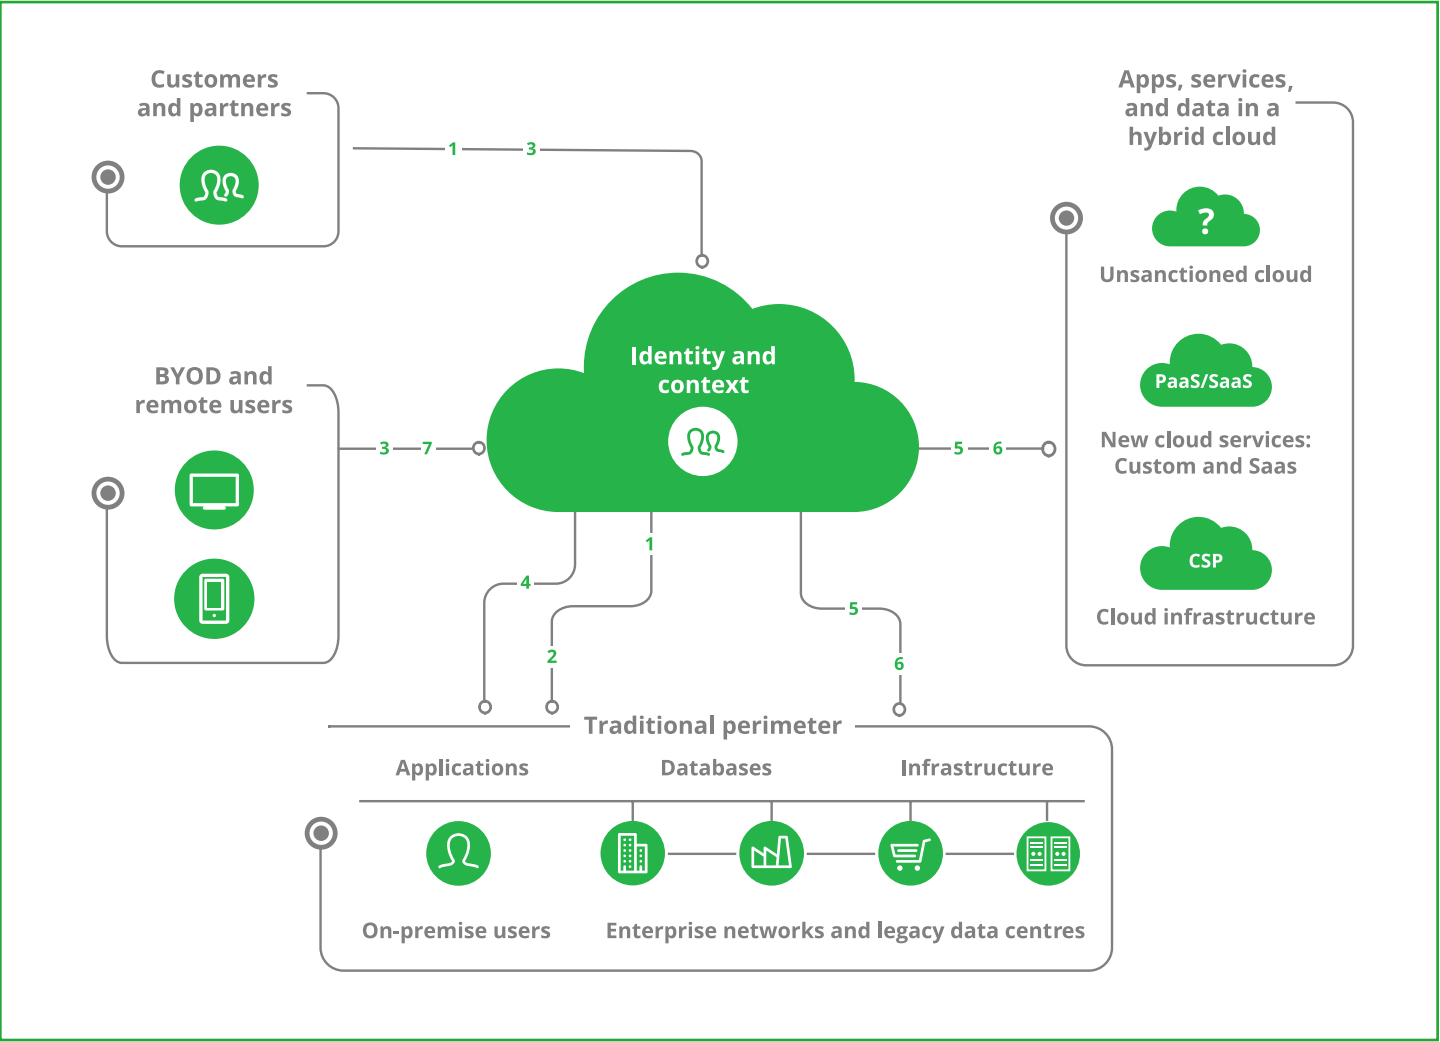 Customers
and partners
1
3
Apps, services,
and data in a
hybrid cloud
?
Unsanctioned cloud
Identity and
context
BYOD and
remote users
3
7
5
6
PaaS/SaaS
New cloud services:
Custom and Saas
CSP
Cloud infrastructure
4
1
2
5
6
Traditional perimeter
Applications
Databases
Infrastructure
On-premise users
Enterprise networks and legacy data centres